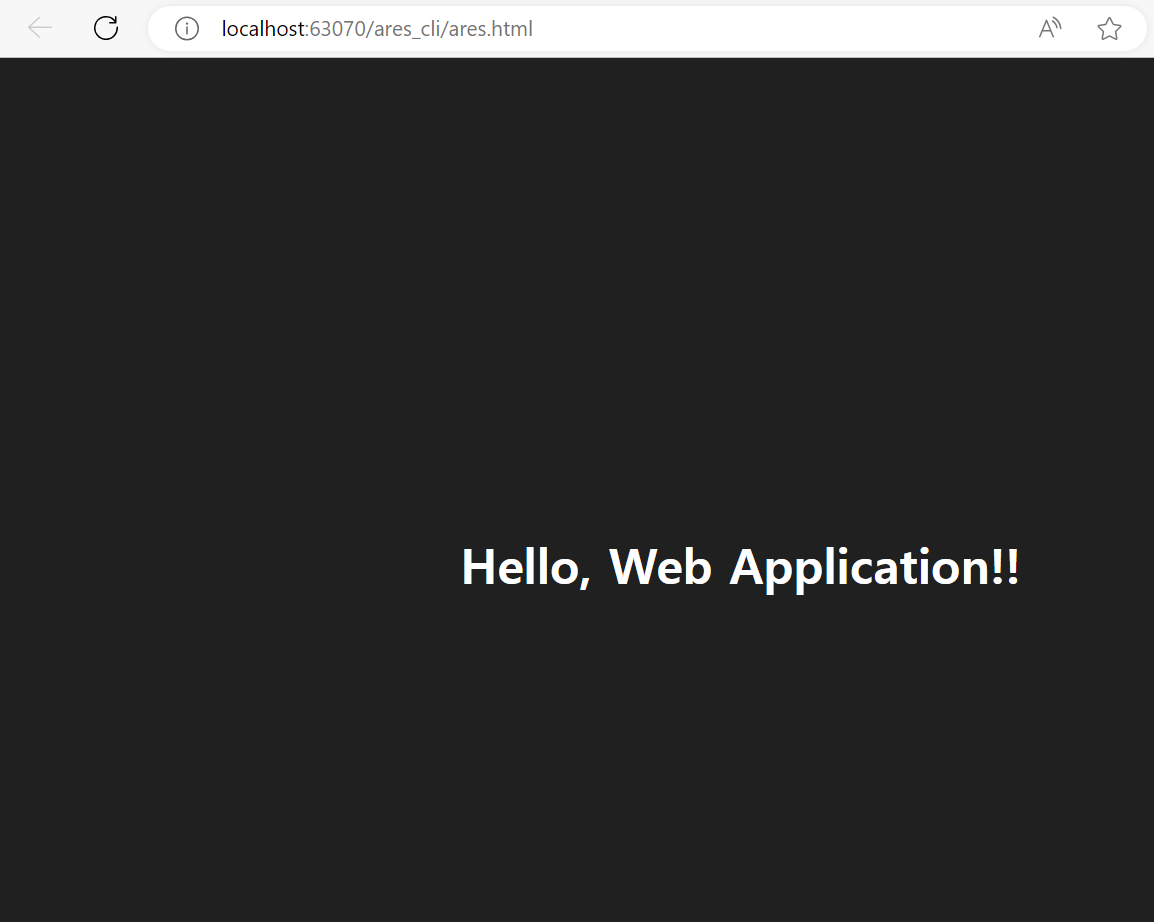 localhost:63070/ares_cli/ares.html
Hello, Web Application!!